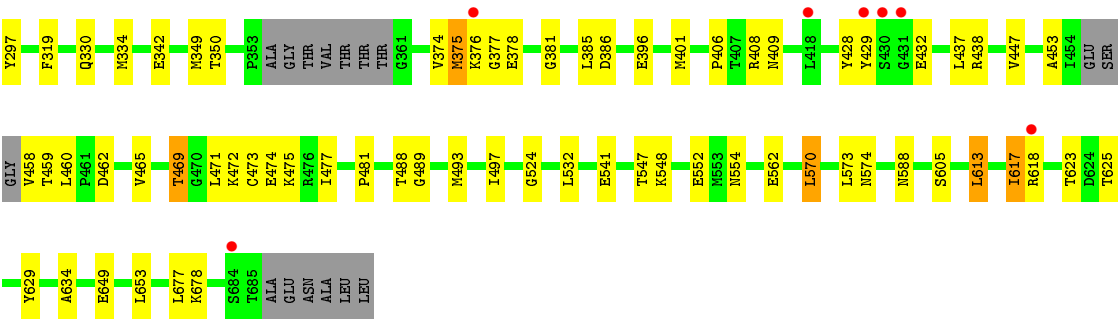 Y297 F319 Q330 M334 E342 M349 T350 P353 ALA GLY THR VAL THR THR THR G361 V374 M375 K376 G377 E378 G381 L385 D386 E396 M401 P406 T407 R408 N409 L418 Y428 Y429 S430 G431 E432 L437 R438 V447 A453 I454 GLU SER
GLY V458 T459 L460 P461 D462 V465 T469 G470 L471 K472 C473 E474 K475 R476 I477 P481 T488 G489 M493 I497 G524 L532 E541 T547 K548 E552 M553 N554 E562 L570 L573 N574 N588 S605 L613 I617 R618 T623 D624 T625
Y629 A634 E649 L653 L677 K678 S684 T685 ALA GLU ASN ALA LEU LEU